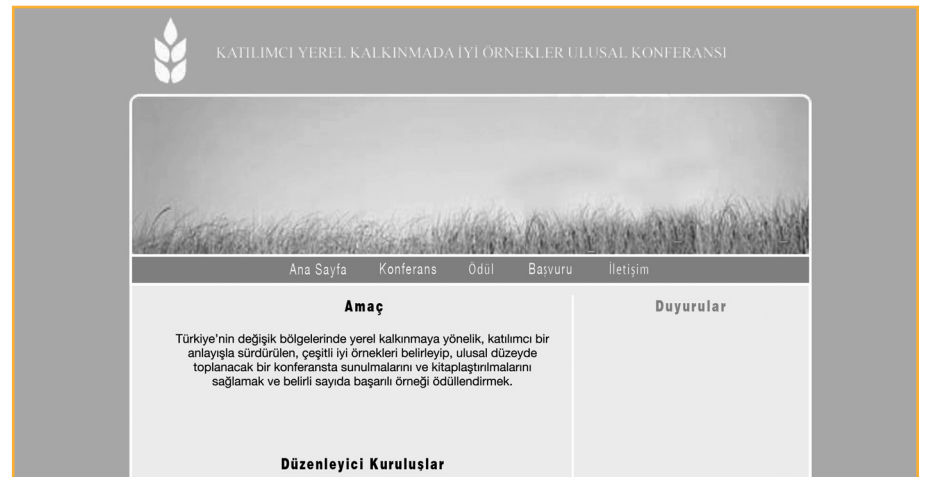 KATILIMCI YEREL KALKINMADA İYİ ÖRNEKLER ULUSAL KONFERANSI
Ana Sayfa Konferans Ödül Başvuru İletişim
Amaç
Türkiye'nin değişik bölgelerinde yerel kalkınmaya yönelik, katılımcı bir
anlayışla sürdürülen, çeşitli iyi örnekleri belirleyip, ulusal düzeyde
toplanacak bir konferansta sunulmalarını ve kitaplaştırılmalarını
sağlamak ve belirli sayıda başarılı örneği ödüllendirmek.
Düzenleyici Kuruluşlar
Duyurular